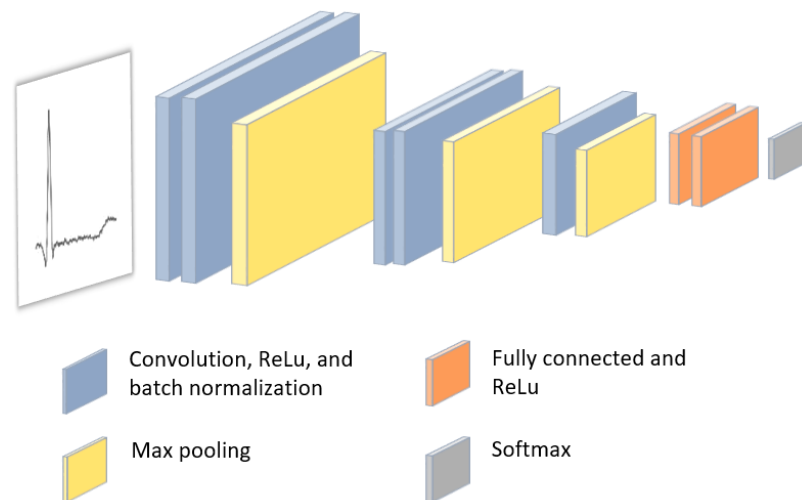 Convolution, ReLu, and
batch normalization
Fully connected and
ReLu
Max pooling
Softmax